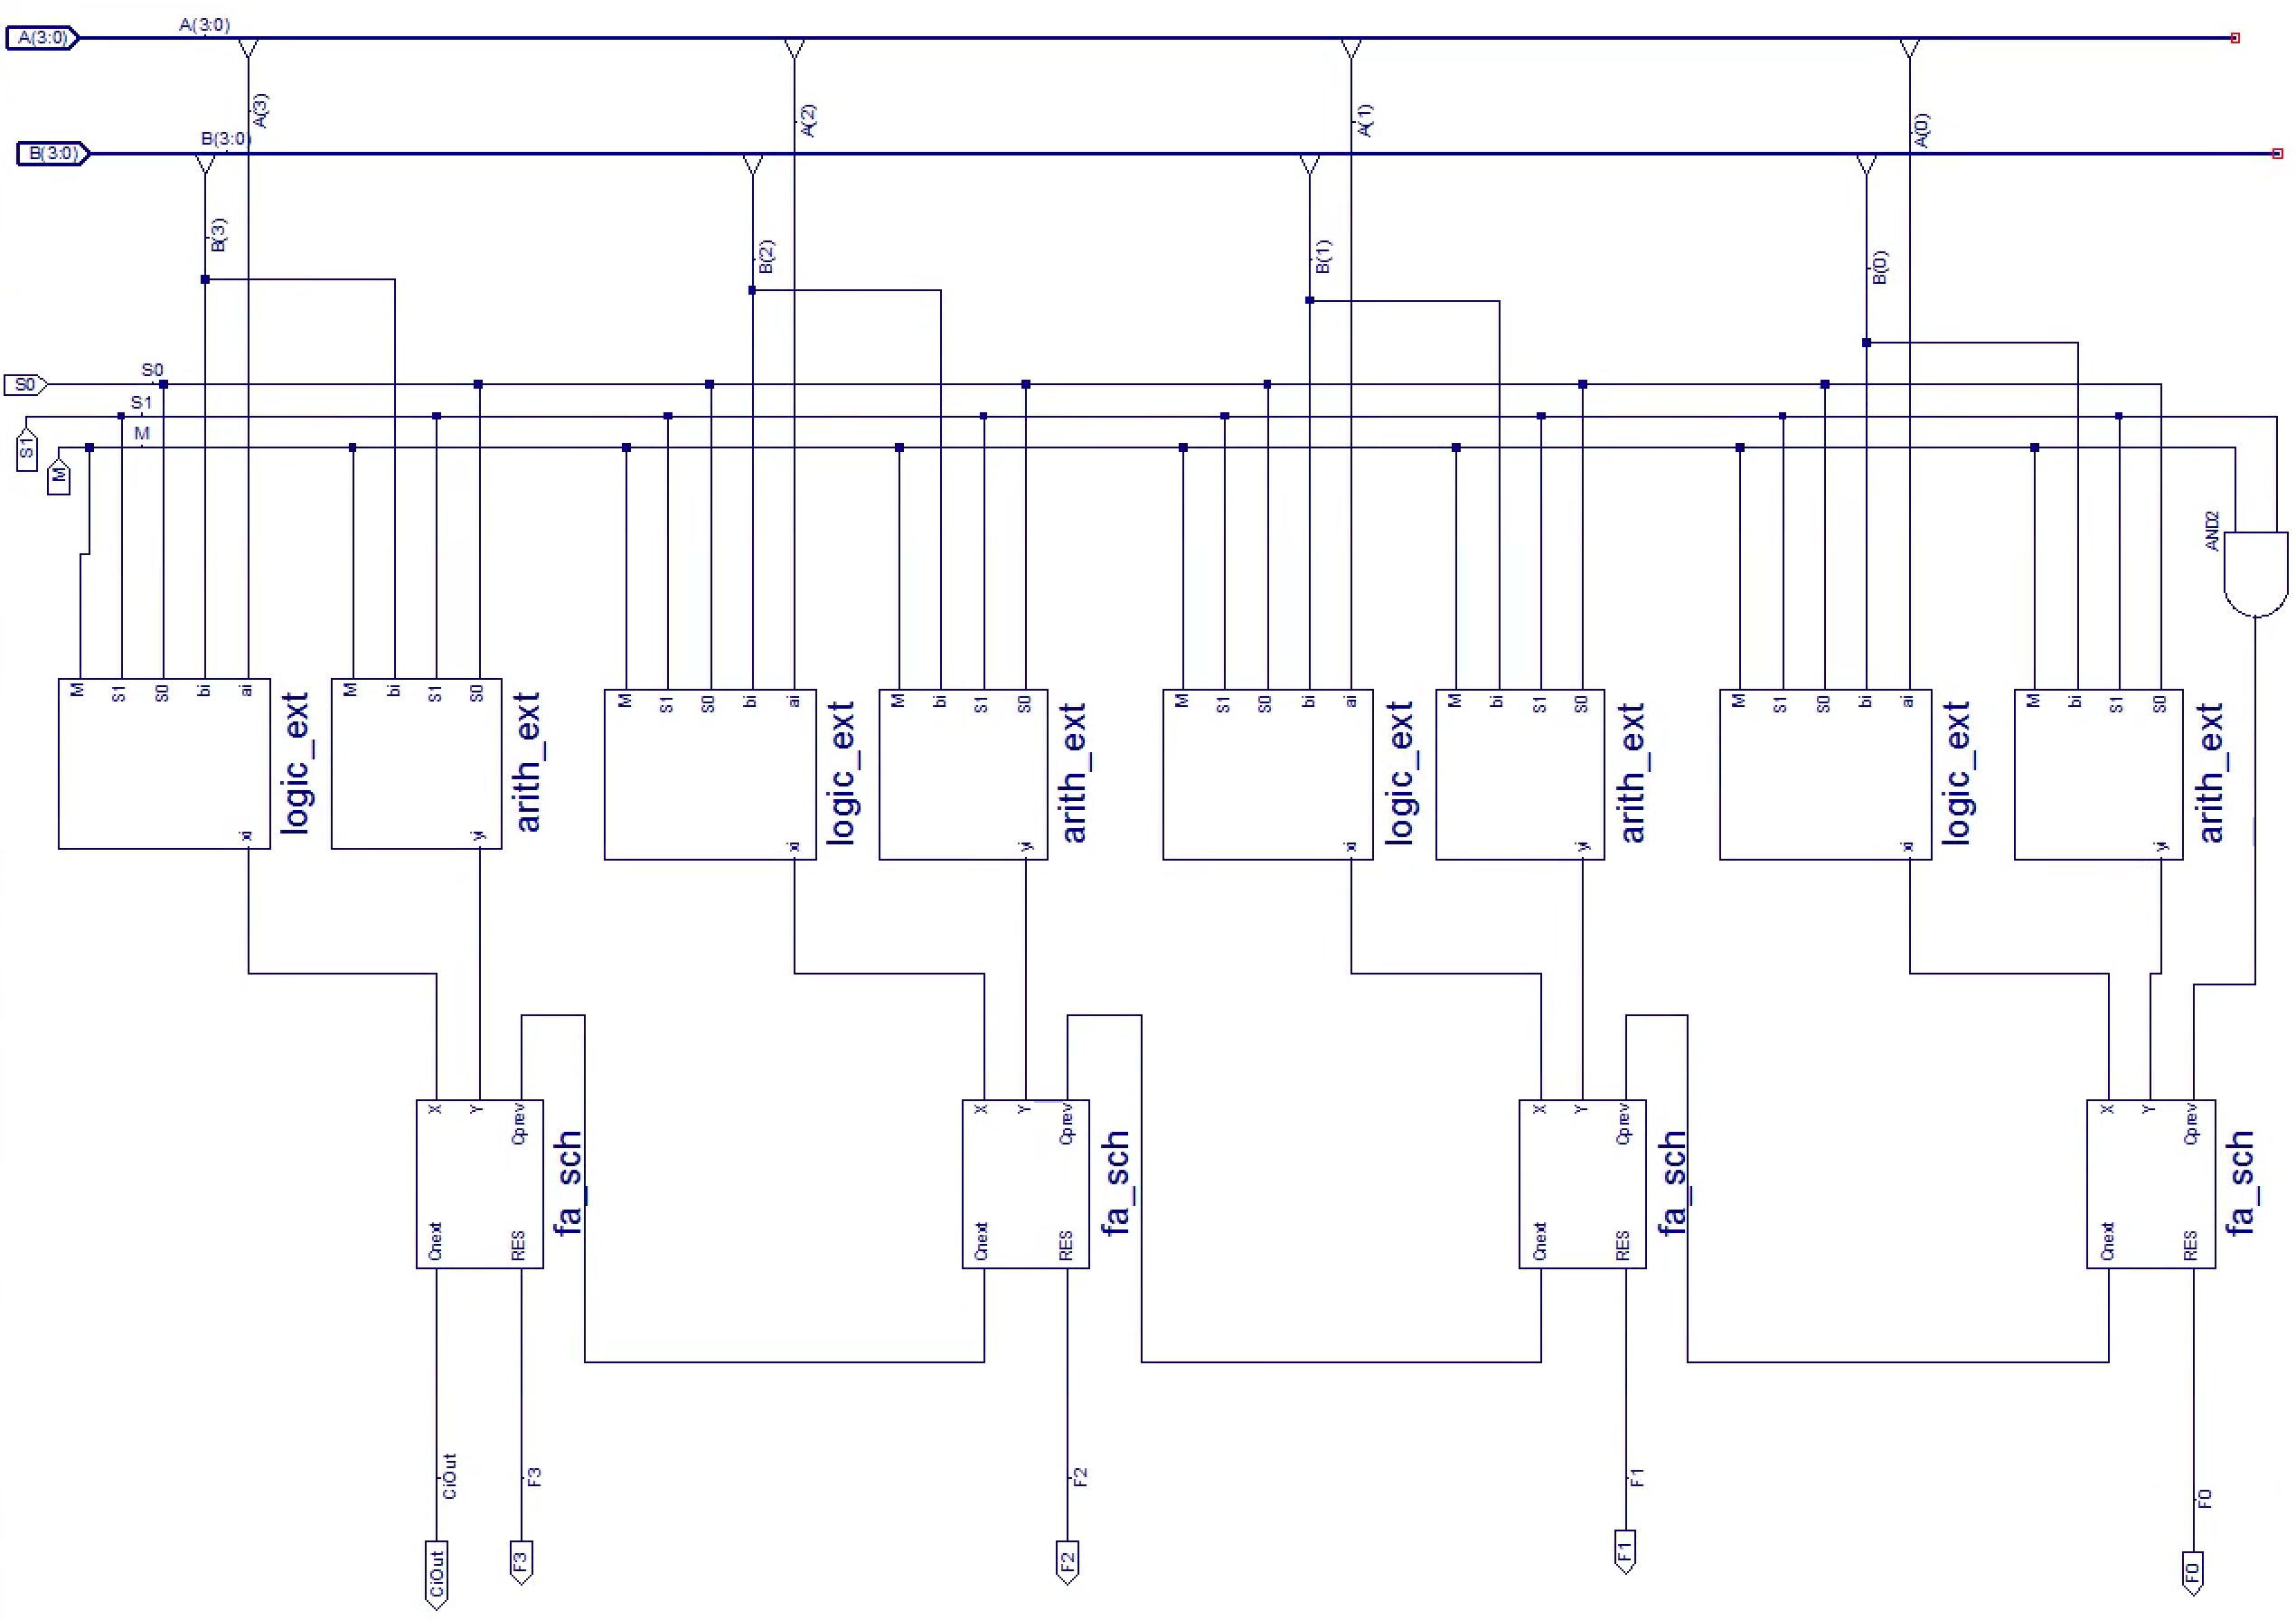 A(3:0) A(3:0)
A(3) A(2) A(1) A(0)
B(3:0) B(3:0)
B(3) B(2) B(1) B(0)
S0 S0
S1 S1
M M
AND2
M S1 S0 bi ai logic_ext xi
M bi S1 S0 arith_ext yi
M S1 S0 bi ai logic_ext xi
M bi S1 S0 arith_ext yi
M S1 S0 bi ai logic_ext xi
M bi S1 S0 arith_ext yi
M S1 S0 bi ai logic_ext xi
M bi S1 S0 arith_ext yi
X Y Cprev Cnext RES fa_sch
X Y Cprev Cnext RES fa_sch
X Y Cprev Cnext RES fa_sch
X Y Cprev Cnext RES fa_sch
CiOut F3 F2 F1 F0
CiOut F3 F2 F1 F0